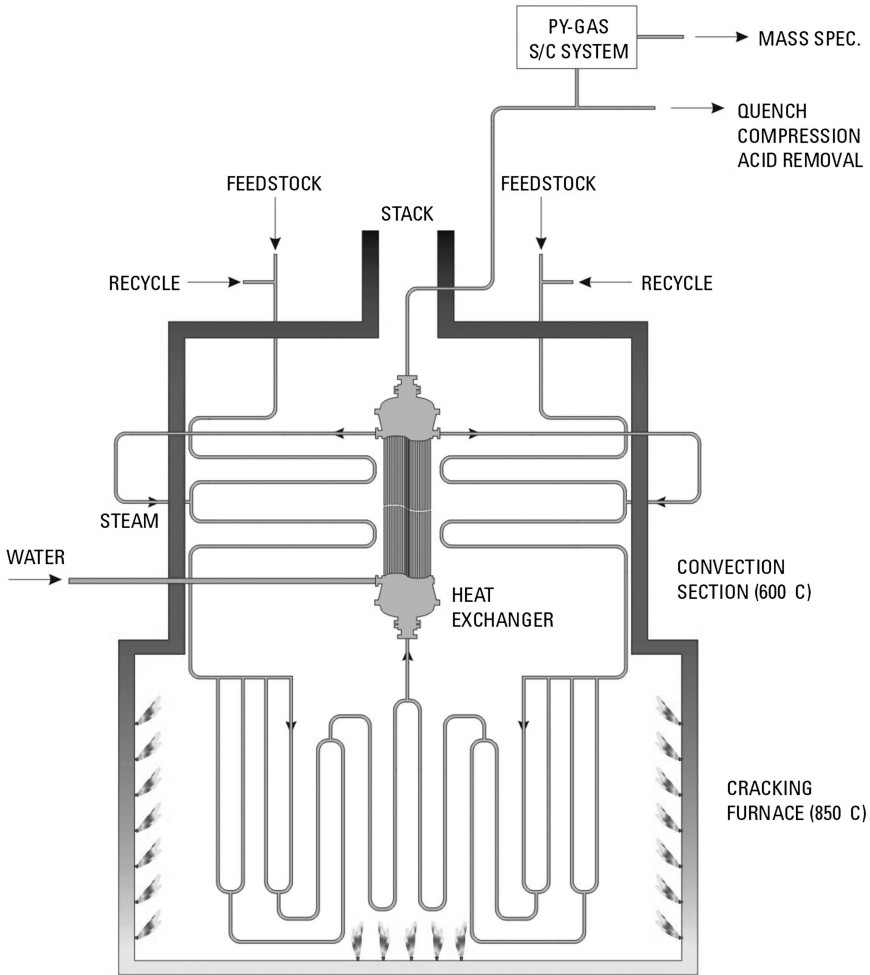 PY-GAS
S/C SYSTEM
MASS SPEC.
QUENCH
COMPRESSION
ACID REMOVAL
FEEDSTOCK
STACK
FEEDSTOCK
RECYCLE
RECYCLE
STEAM
WATER
HEAT
EXCHANGER
CONVECTION
SECTION (600 C)
CRACKING
FURNACE (850 C)